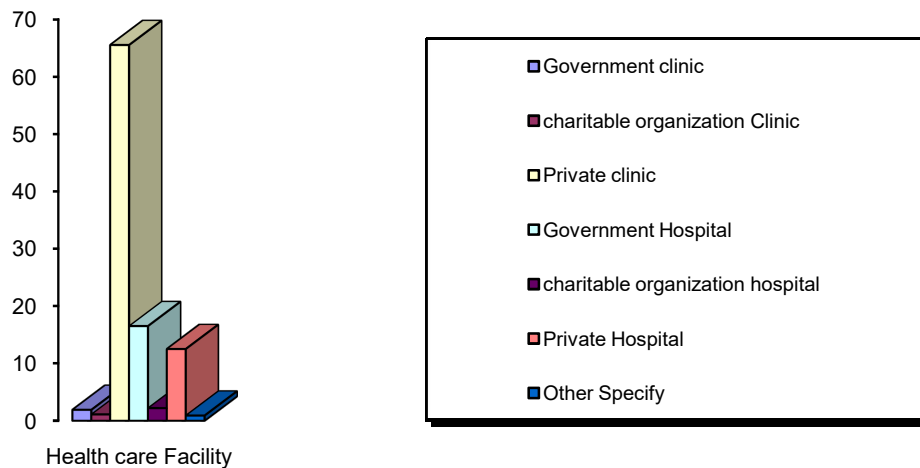 70
60
50
40
30
20
10
0
Health care Facility
Government clinic
charitable organization Clinic
Private clinic
Government Hospital
charitable organization hospital
Private Hospital
Other Specify